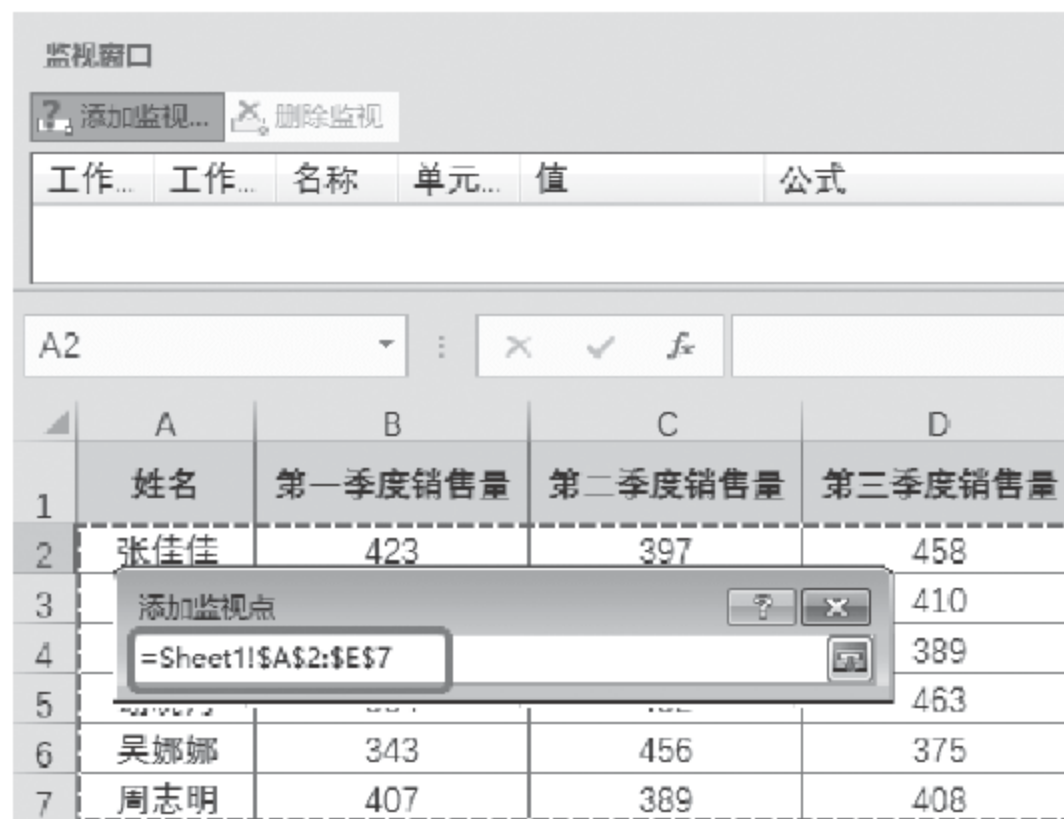 监视窗口
添加监视... 删除监视
工作... 工作... 名称 单元... 值 公式
A2 fx
A B C D
1 姓名 第一季度销售量 第二季度销售量 第三季度销售量
2 张佳佳 423 397 458
3 添加监视点 ? 410
4 =Sheet1!$A$2:$E$7 389
5 463
6 吴娜娜 343 456 375
7 周志明 407 389 408